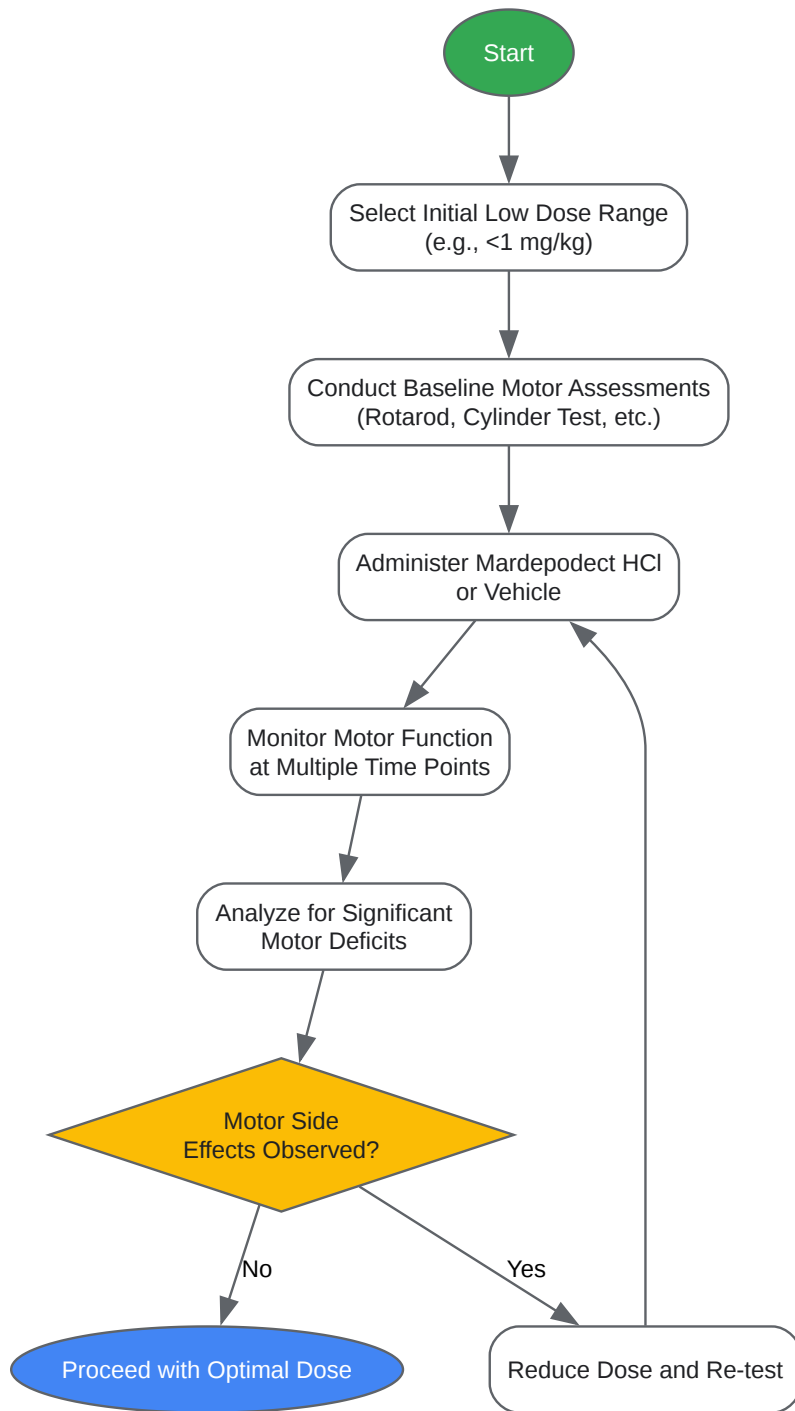 Start
Select Initial Low Dose Range
(e.g., <1 mg/kg)
Conduct Baseline Motor Assessments
(Rotarod, Cylinder Test, etc.)
Administer Mardepodect HCl
or Vehicle
Monitor Motor Function
at Multiple Time Points
Analyze for Significant
Motor Deficits
Motor Side
Effects Observed?
No
Yes
Proceed with Optimal Dose
Reduce Dose and Re-test